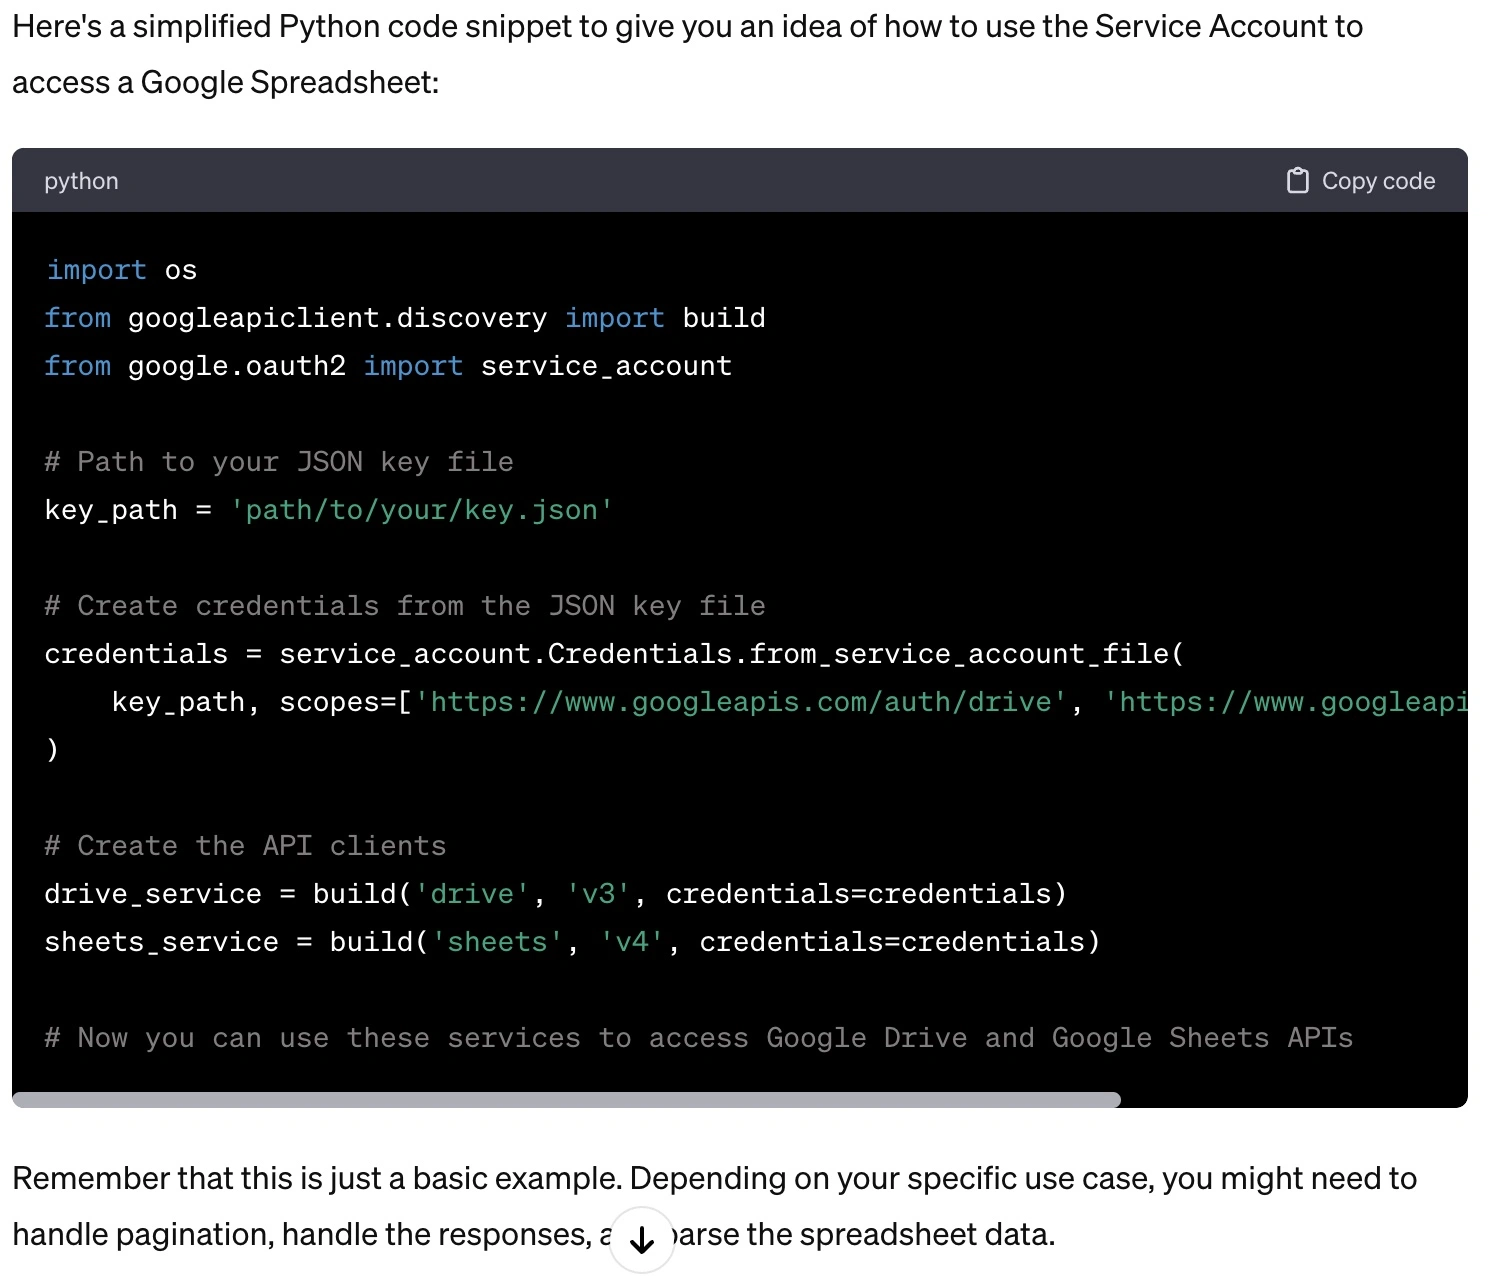 Here's a simplified Python code snippet to give you an idea of how to use the Service Account to
access a Google Spreadsheet:
python
Copy code
import os
from googleapiclient.discovery import build
from google.oauth2 import service_account
# Path to your JSON key file
key_path = 'path/to/your/key.json'
# Create credentials from the JSON key file
credentials = service_account.Credentials.from_service_account_file(
    key_path, scopes=['https://www.googleapis.com/auth/drive', 'https://www.googleapi
)
# Create the API clients
drive_service = build('drive', 'v3', credentials=credentials)
sheets_service = build('sheets', 'v4', credentials=credentials)
# Now you can use these services to access Google Drive and Google Sheets APIs
Remember that this is just a basic example. Depending on your specific use case, you might need to
handle pagination, handle the responses, the spreadsheet data.